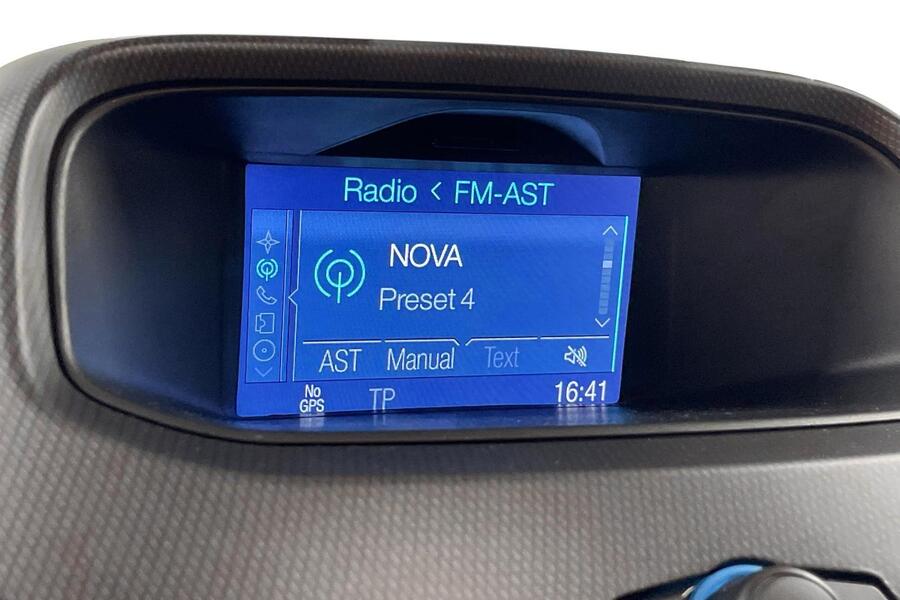 Radio < FM-AST
NOVA
Preset 4
AST Manual Text
No GPS TP 16:41